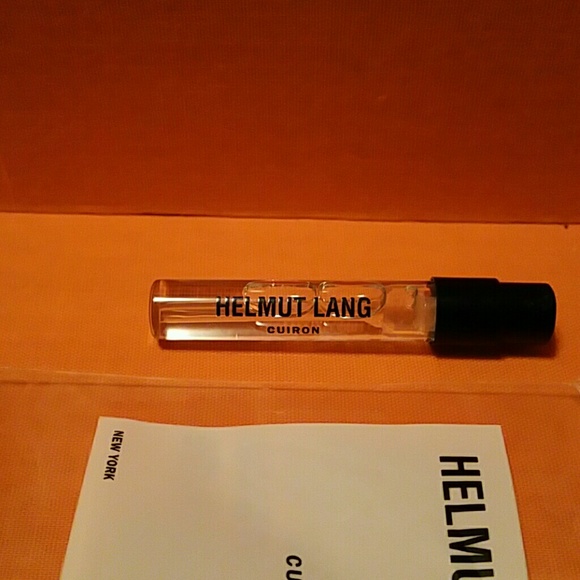 HELMUT LANG
CUIRON
NEW YORK
HELMU
CU